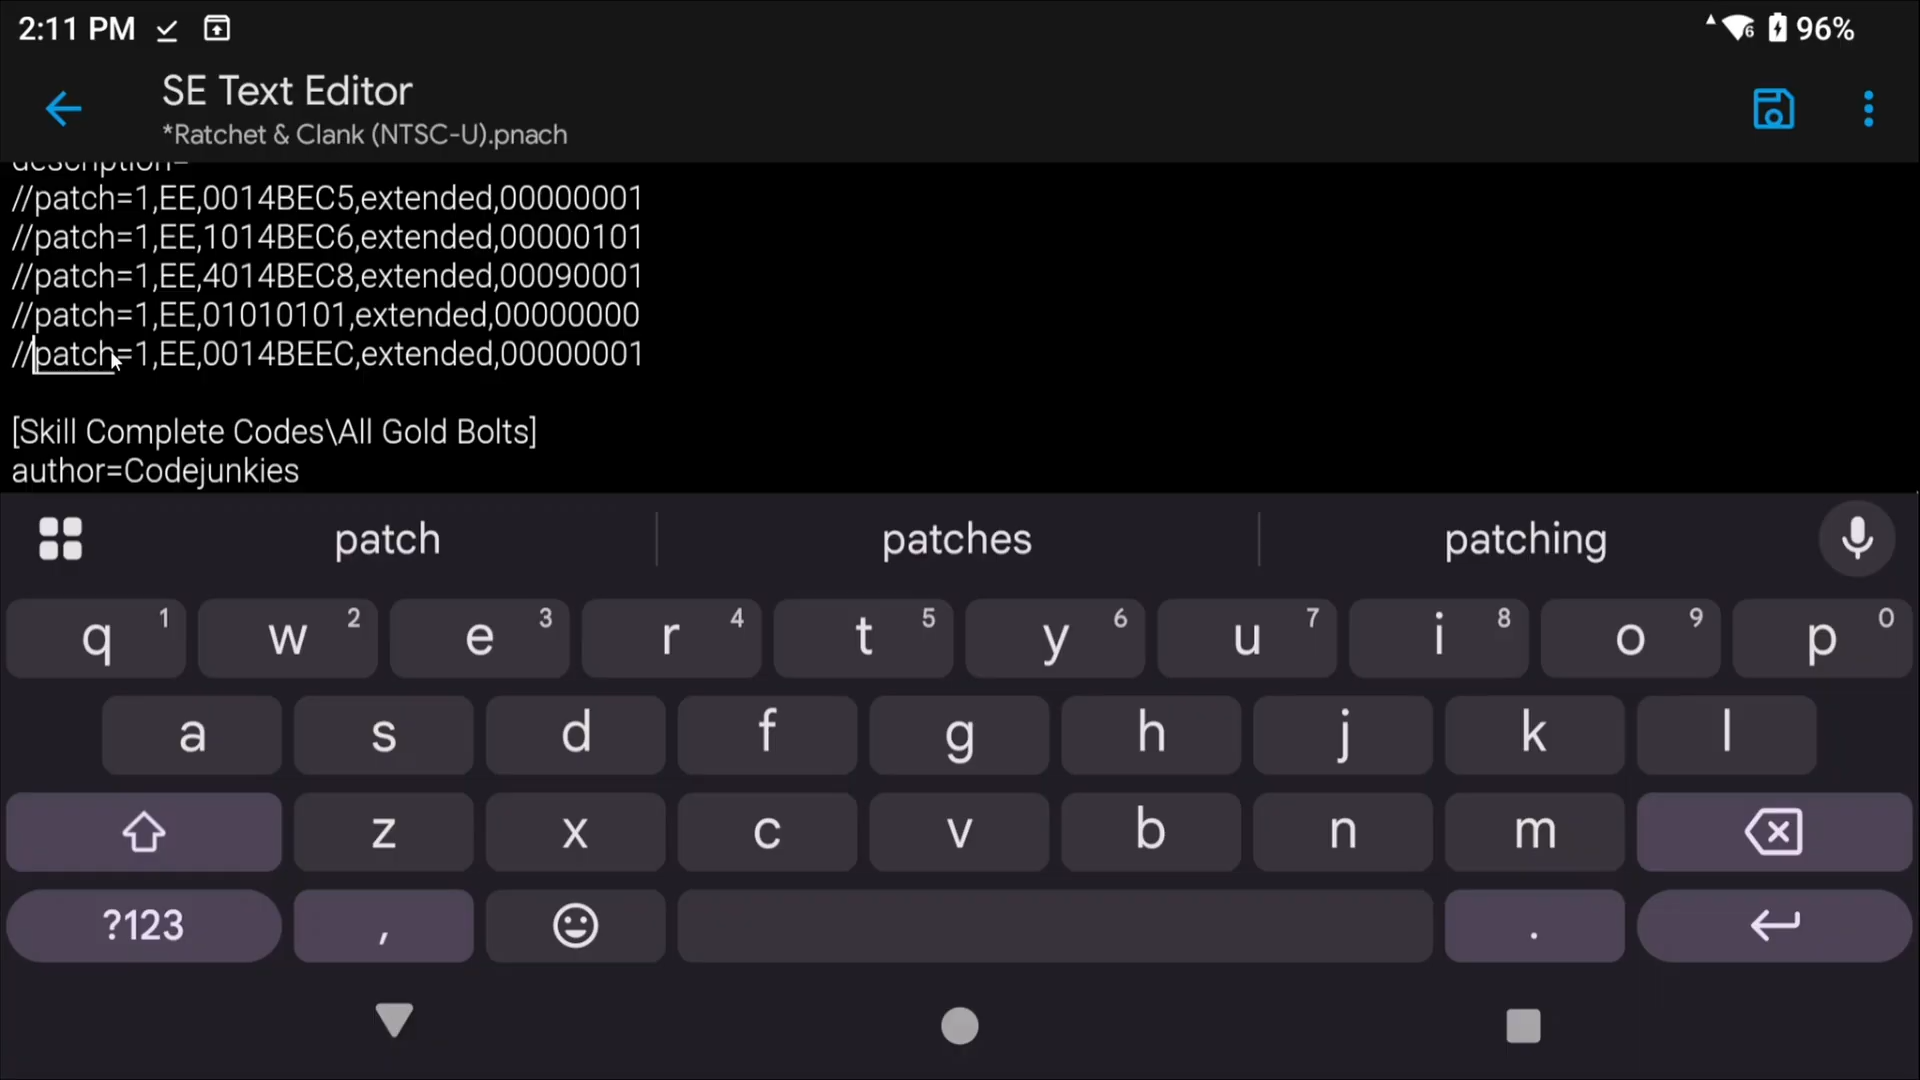 2:11 PM
96%
SE Text Editor
*Ratchet & Clank (NTSC-U).pnach
description=
//patch=1,EE,0014BEC5,extended,00000001
//patch=1,EE,1014BEC6,extended,00000101
//patch=1,EE,4014BEC8,extended,00090001
//patch=1,EE,01010101,extended,00000000
//patch=1,EE,0014BEEC,extended,00000001
[Skill Complete Codes\All Gold Bolts]
author=Codejunkies
patch patches patching
q 1 w 2 e 3 r 4 t 5 y 6 u 7 i 8 o 9 p 0
a s d f g h j k l
z x c v b n m
?123 , .